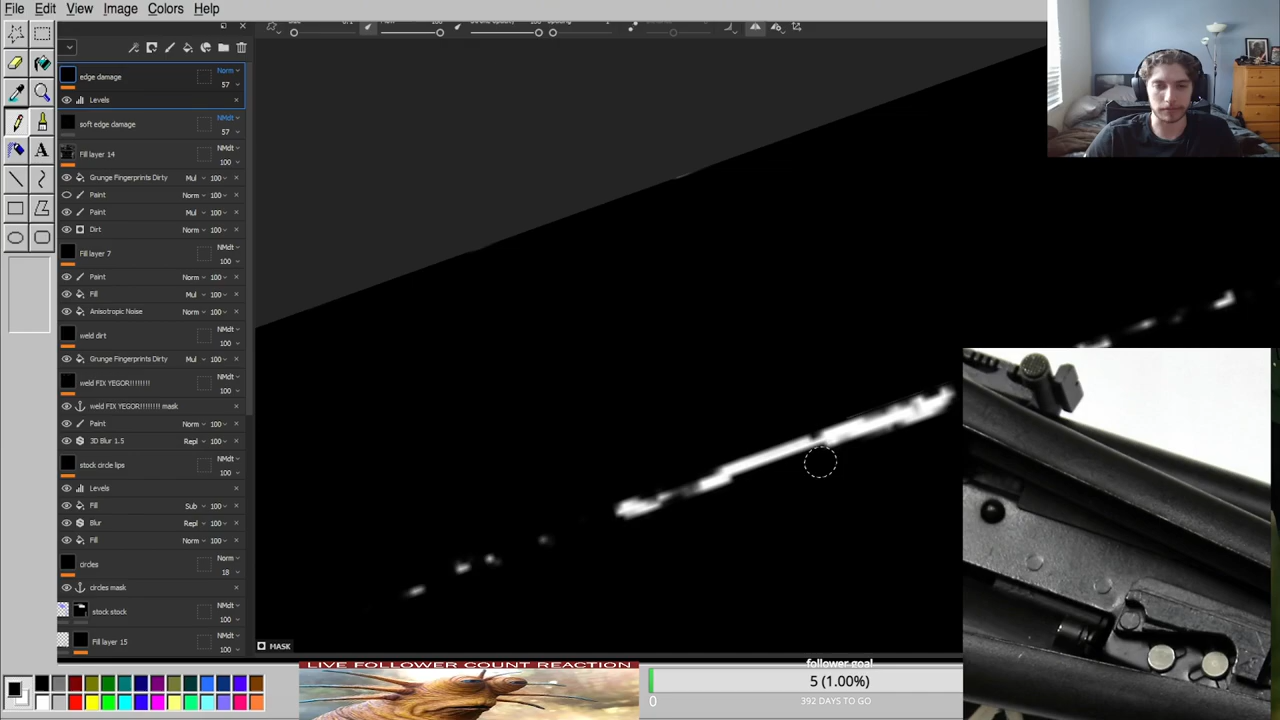 File Edit View Image Colors Help
edge damage Norm
57
Levels
soft edge damage NMdt
57
Fill layer 14 NMdt
100
Grunge Fingerprints Dirty Mul 100
Paint Norm 100
Paint Mul 100
Dirt Norm 100
Fill layer 7 NMdt
100
Paint Norm 100
Fill Mul 100
Anisotropic Noise Norm 100
weld dirt NMdt
100
Grunge Fingerprints Dirty Mul 100
weld FIX YEGOR!!!!!!!! NMdt
100
weld FIX YEGOR!!!!!!!! mask
Paint Norm 100
3D Blur 1.5 Repl 100
stock circle lips NMdt
100
Levels
Fill Sub 100
Blur Repl 100
Fill Norm 100
circles Norm
18
circles mask
stock stock NMdt
100
Fill layer 15 NMdt
100
MASK
LIVE FOLLOWER COUNT REACTION
follower goal
5 (1.00%)
0
392 DAYS TO GO